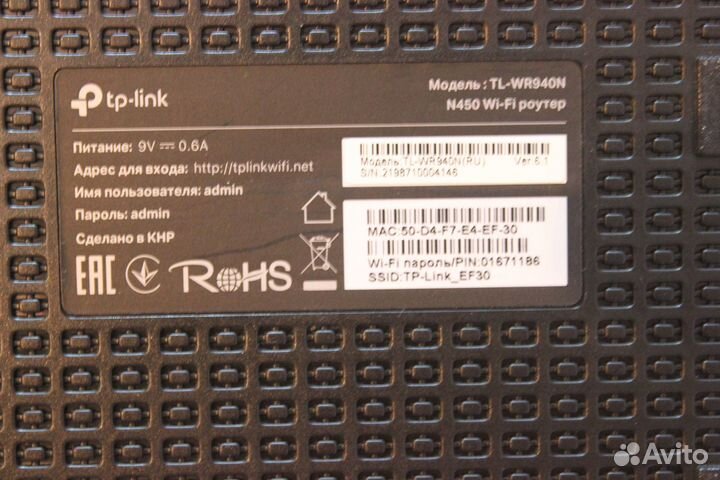 tp-link
Модель : TL-WR940N
N450 Wi-Fi роутер
Питание: 9V 0.6A
Адрес для входа: http://tplinkwifi.net
Имя пользователя: admin
Пароль: admin
Сделано в КНР
EAC
RoHS
Модель:TL-WR940N(RU) Ver:6.1
S/N:2198710004146
MAC:50-D4-F7-E4-EF-30
Wi-Fi пароль/PIN:01671186
SSID:TP-Link_EF30
Avito